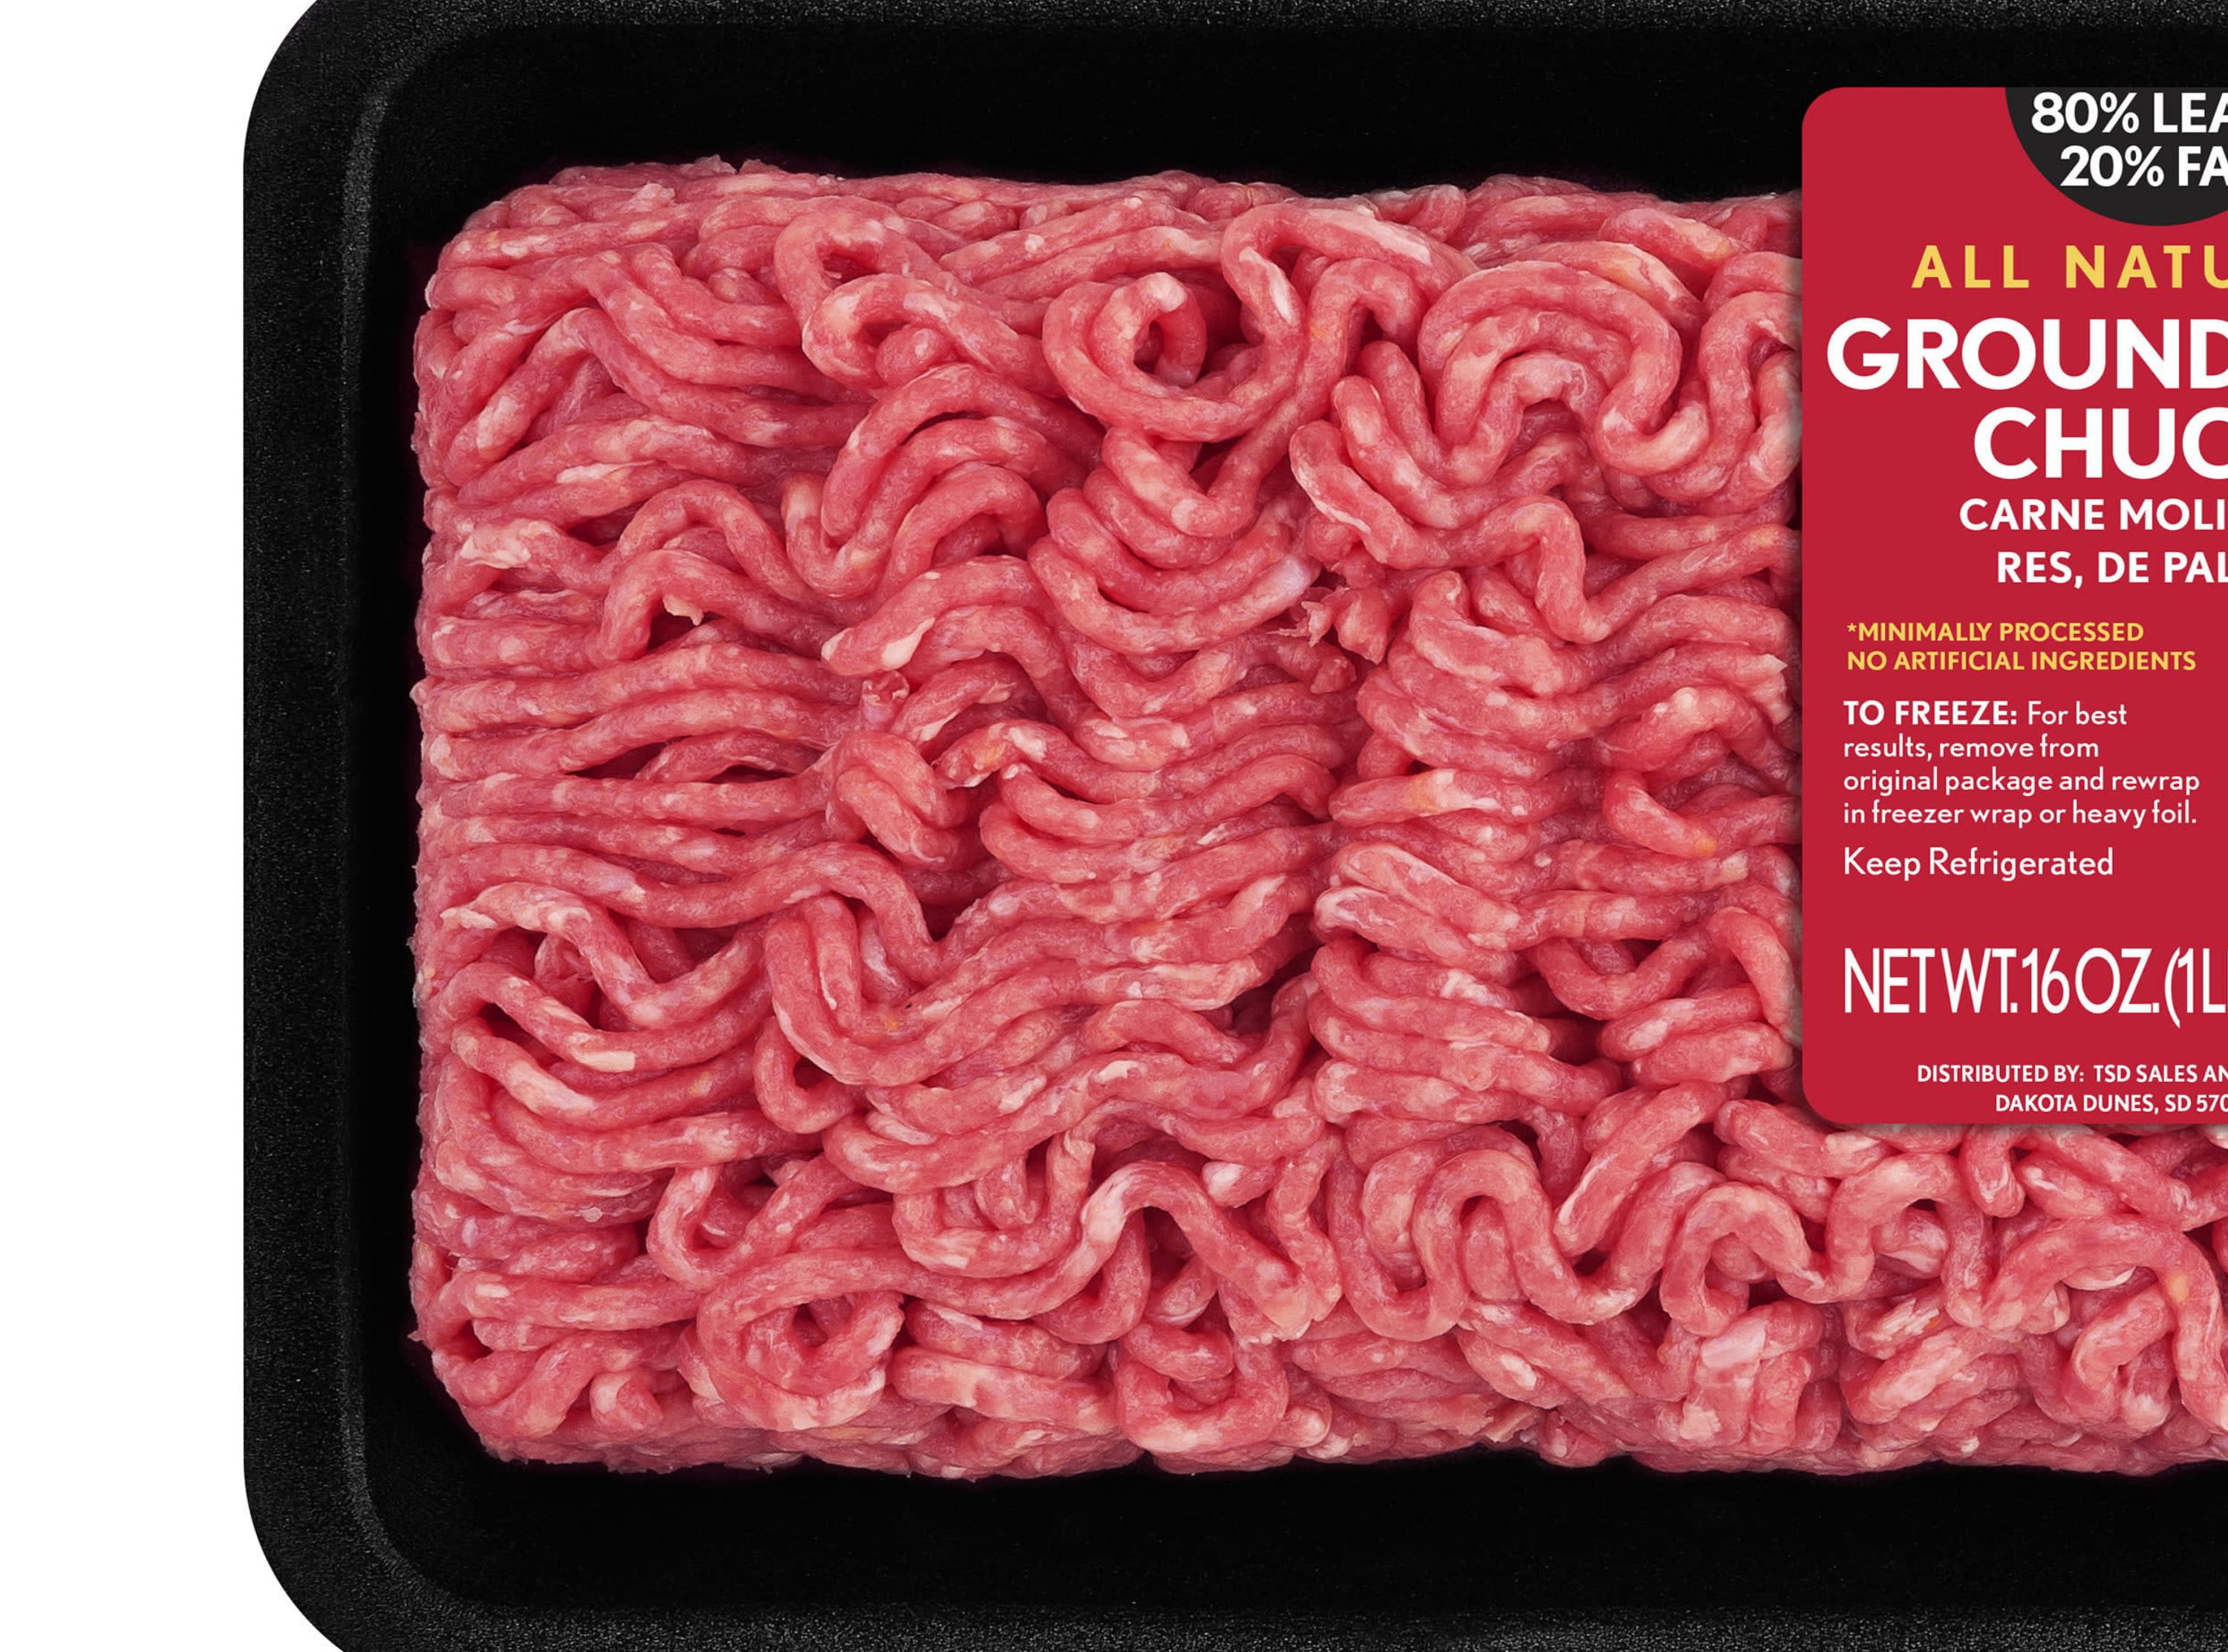 80% LEA
20% FA
ALL NATU
GROUND
CHUC
CARNE MOLI
RES, DE PAL
*MINIMALLY PROCESSED
NO ARTIFICIAL INGREDIENTS
TO FREEZE: For best
results, remove from
original package and rewrap
in freezer wrap or heavy foil.
Keep Refrigerated
NET WT. 16 OZ. (1 L
DISTRIBUTED BY: TSD SALES AN
DAKOTA DUNES, SD 570